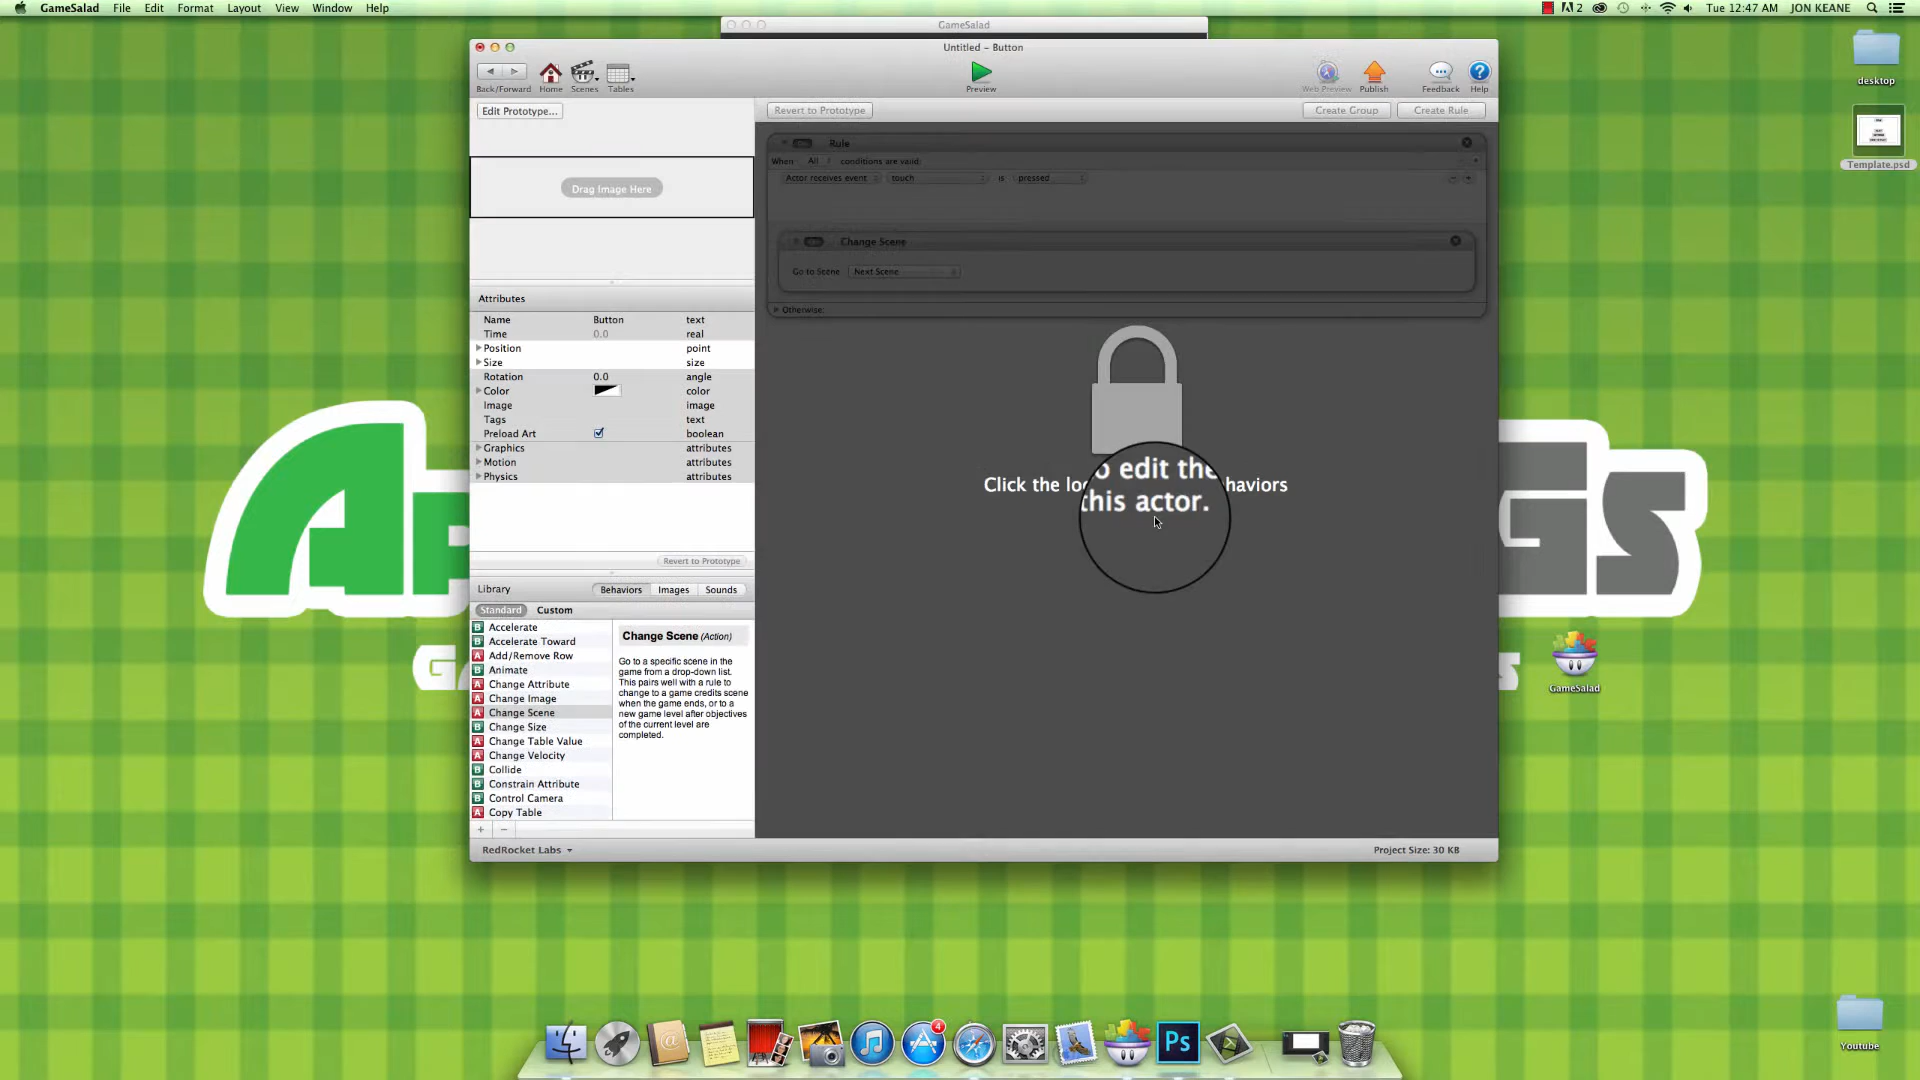 GameSalad File Edit Format Layout View Window Help
2 Tue 12:47 AM JON KEANE
GameSalad
Untitled – Button
Back/Forward Home Scenes Tables Preview Web Preview Publish Feedback Help
Edit Prototype...
Revert to Prototype Create Group Create Rule
Drag Image Here
Rule
When All conditions are valid:
Actor receives event touch is pressed
Change Scene
Go to Scene Next Scene
Otherwise:
Attributes
Name Button text
Time 0.0 real
Position point
Size size
Rotation 0.0 angle
Color color
Image image
Tags text
Preload Art boolean
Graphics attributes
Motion attributes
Physics attributes
Revert to Prototype
Click the lo o edit the haviors
this actor.
Library Behaviors Images Sounds
Standard Custom
Accelerate
Accelerate Toward
Add/Remove Row
Animate
Change Attribute
Change Image
Change Scene
Change Size
Change Table Value
Change Velocity
Collide
Constrain Attribute
Control Camera
Copy Table
Change Scene (Action)
Go to a specific scene in the
game from a drop-down list.
This pairs well with a rule to
change to a game credits scene
when the game ends, or to a
new game level after objectives
of the current level are
completed.
RedRocket Labs
Project Size: 30 KB
desktop
Template.psd
GameSalad
Youtube
4
Ps